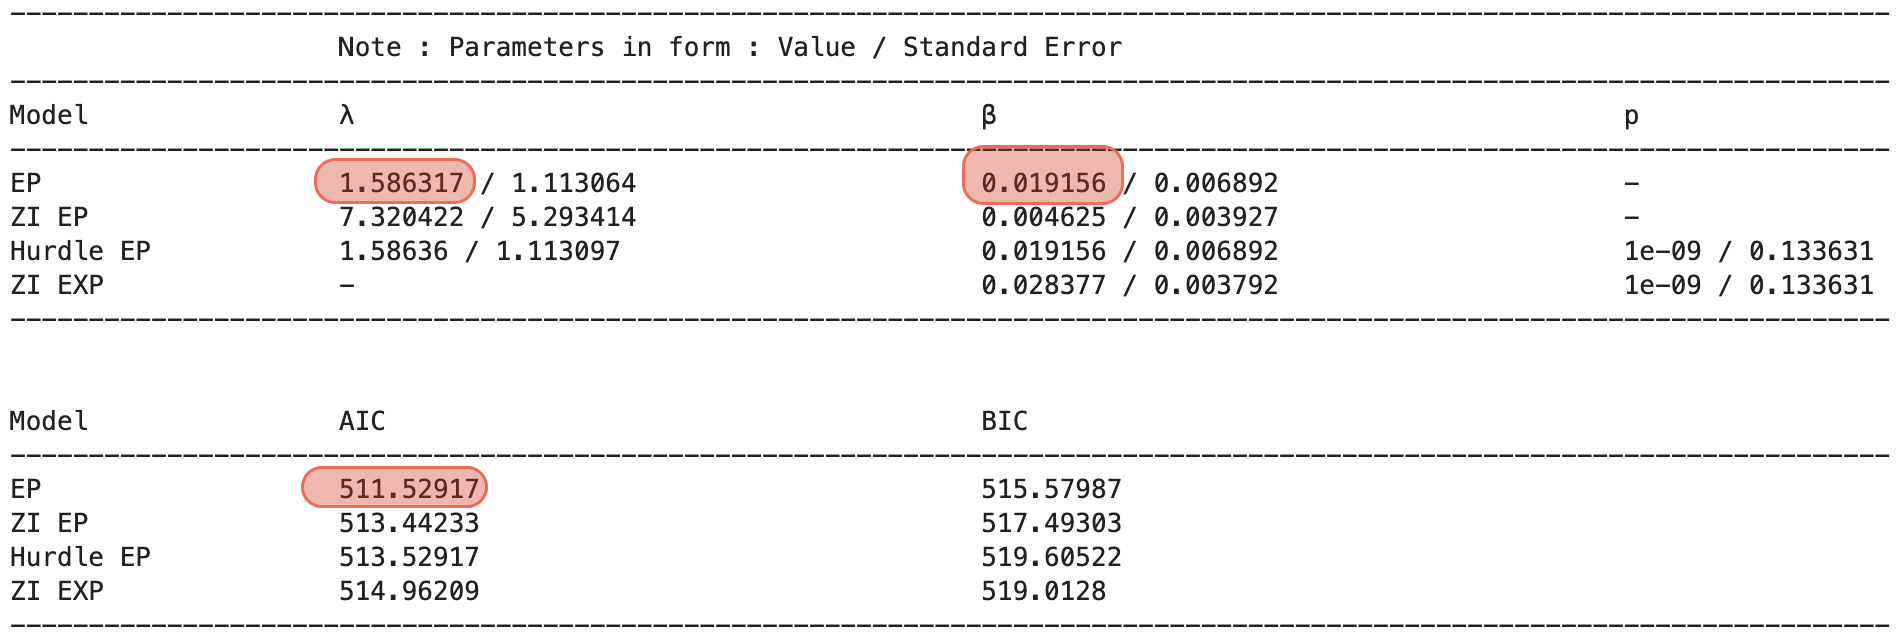 Note : Parameters in form : Value / Standard Error
Model λ β p
EP 1.586317 / 1.113064 0.019156 / 0.006892 –
ZI EP 7.320422 / 5.293414 0.004625 / 0.003927 –
Hurdle EP 1.58636 / 1.113097 0.019156 / 0.006892 1e–09 / 0.133631
ZI EXP – 0.028377 / 0.003792 1e–09 / 0.133631
Model AIC BIC
EP 511.52917 515.57987
ZI EP 513.44233 517.49303
Hurdle EP 513.52917 519.60522
ZI EXP 514.96209 519.0128